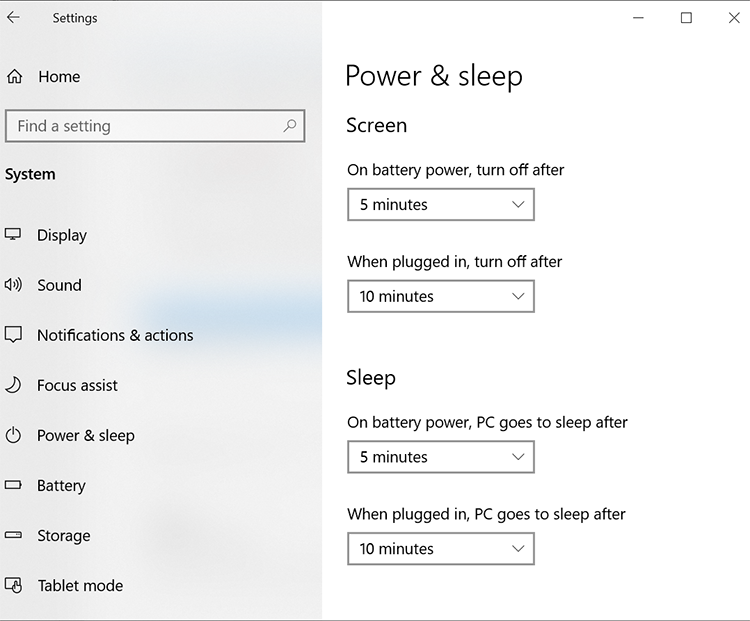 Settings
Home
Find a setting
System
Display
Sound
Notifications & actions
Focus assist
Power & sleep
Battery
Storage
Tablet mode
Power & sleep
Screen
On battery power, turn off after
5 minutes
When plugged in, turn off after
10 minutes
Sleep
On battery power, PC goes to sleep after
5 minutes
When plugged in, PC goes to sleep after
10 minutes